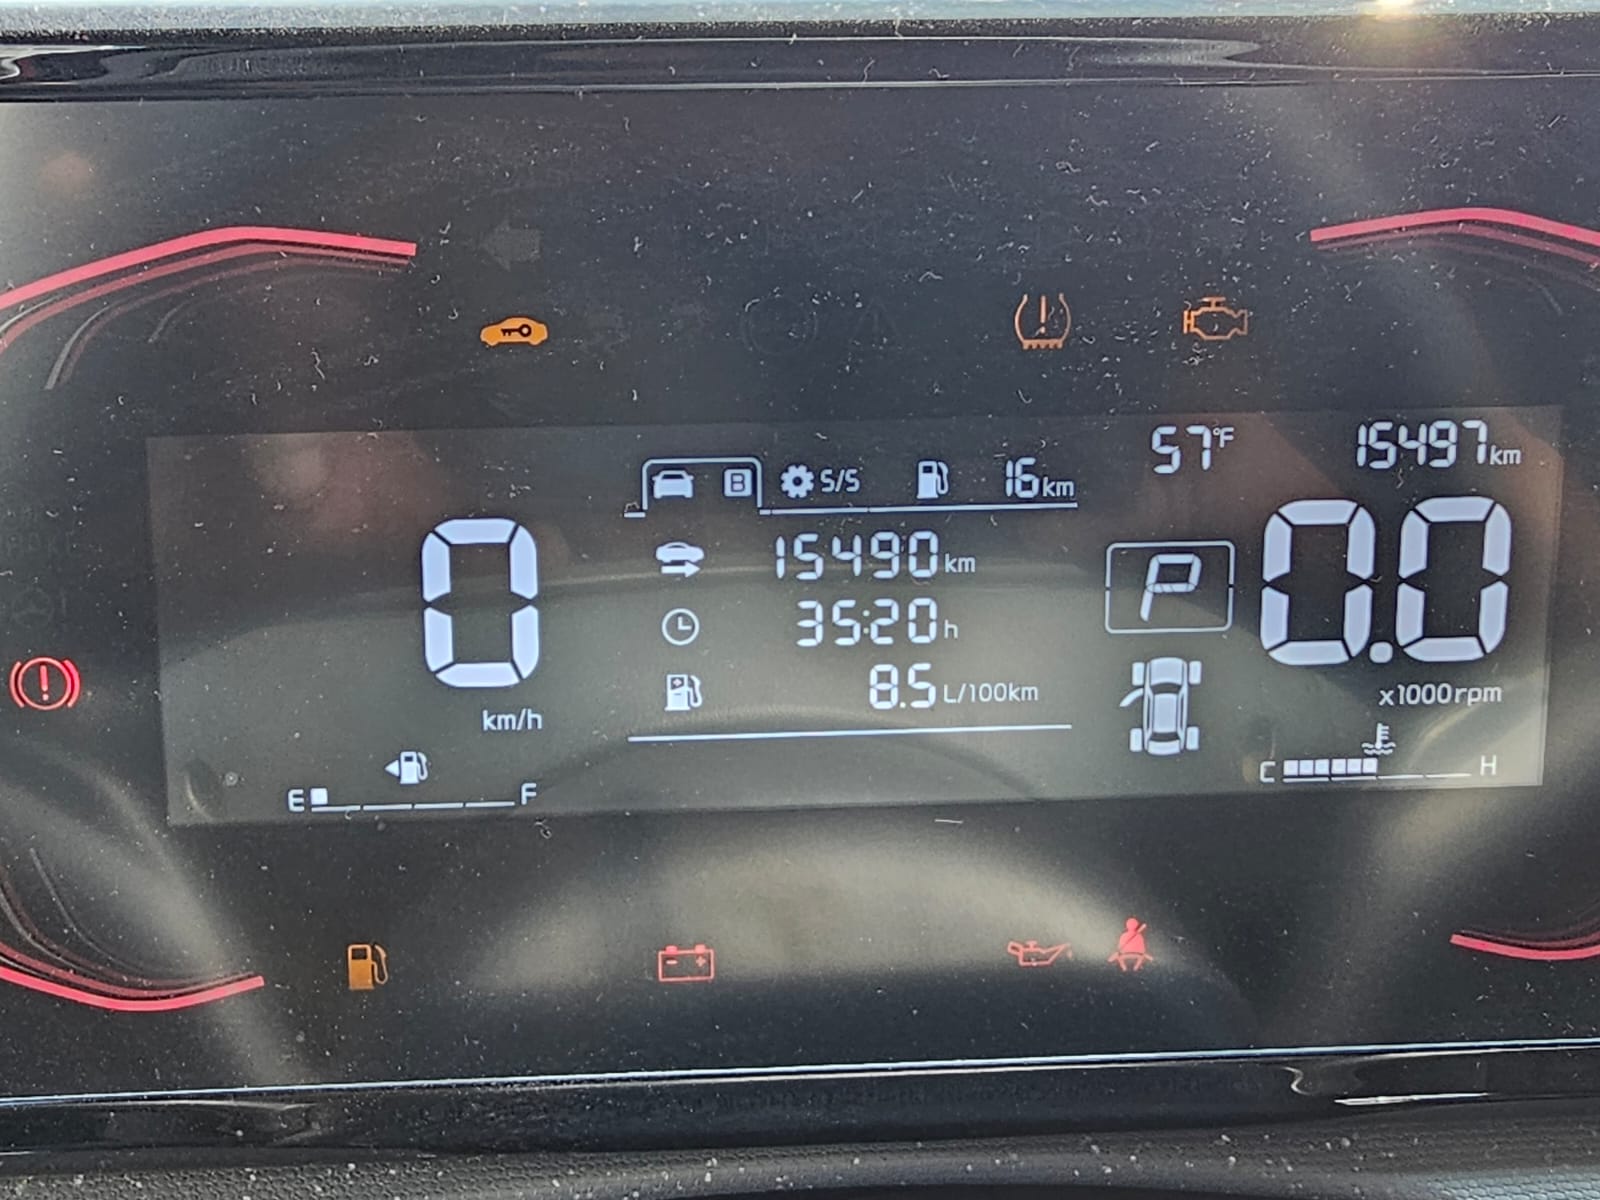 57°F 15497km
B S/S 16km
15490km
0 km/h
35:20h
P
0.0
8.5 L/100km
x1000rpm
E F
C H